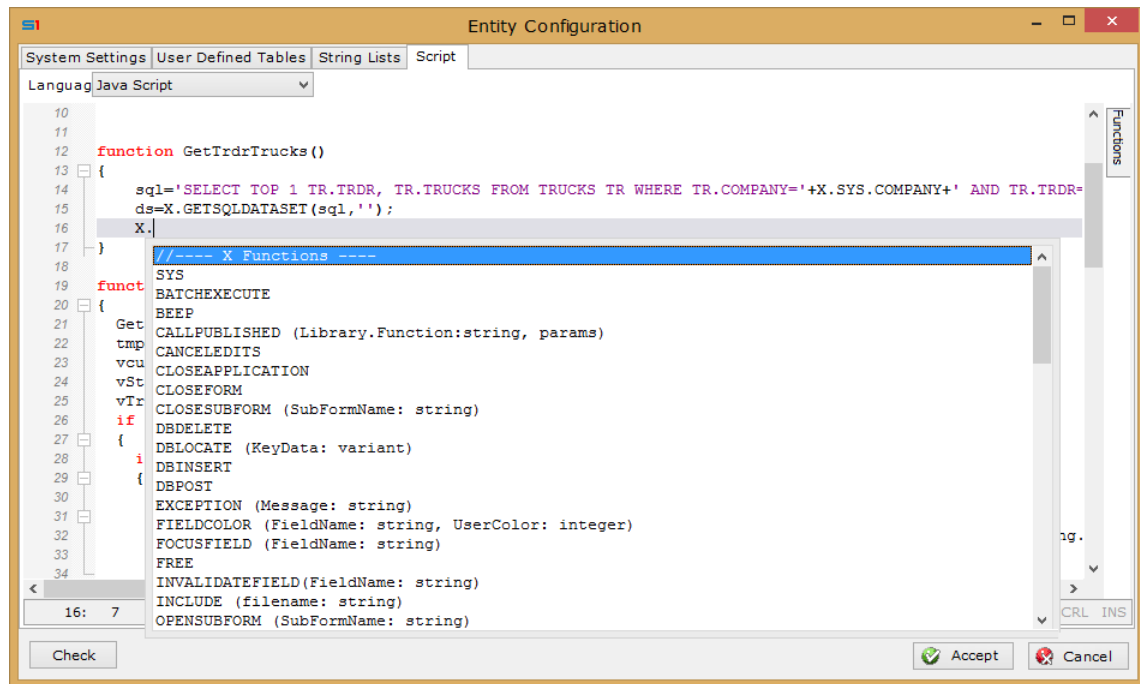 S1
Entity Configuration
System Settings User Defined Tables String Lists Script
Languag Java Script
Functions
10
11
12 function GetTrdrTrucks()
13 {
14 sql='SELECT TOP 1 TR.TRDR, TR.TRUCKS FROM TRUCKS TR WHERE TR.COMPANY='+X.SYS.COMPANY+' AND TR.TRDR=
15 ds=X.GETSQLDATASET(sql,'');
16 X.
17 }
//---- X Functions ----
18
SYS
19 funct
BATCHEXECUTE
20 {
BEEP
21 Get
CALLPUBLISHED (Library.Function:string, params)
22 tmp
CANCELEDITS
23 vcu
CLOSEAPPLICATION
24 vSt
CLOSEFORM
25 vTr
CLOSESUBFORM (SubFormName: string)
26 if
DBDELETE
27 {
DBLOCATE (KeyData: variant)
28 i
DBINSERT
29 {
DBPOST
30
EXCEPTION (Message: string)
31
FIELDCOLOR (FieldName: string, UserColor: integer)
32 ng.
FOCUSFIELD (FieldName: string)
33
FREE
34
INVALIDATEFIELD(FieldName: string)
INCLUDE (filename: string)
OPENSUBFORM (SubFormName: string)
16: 7 CRL INS
Check Accept Cancel